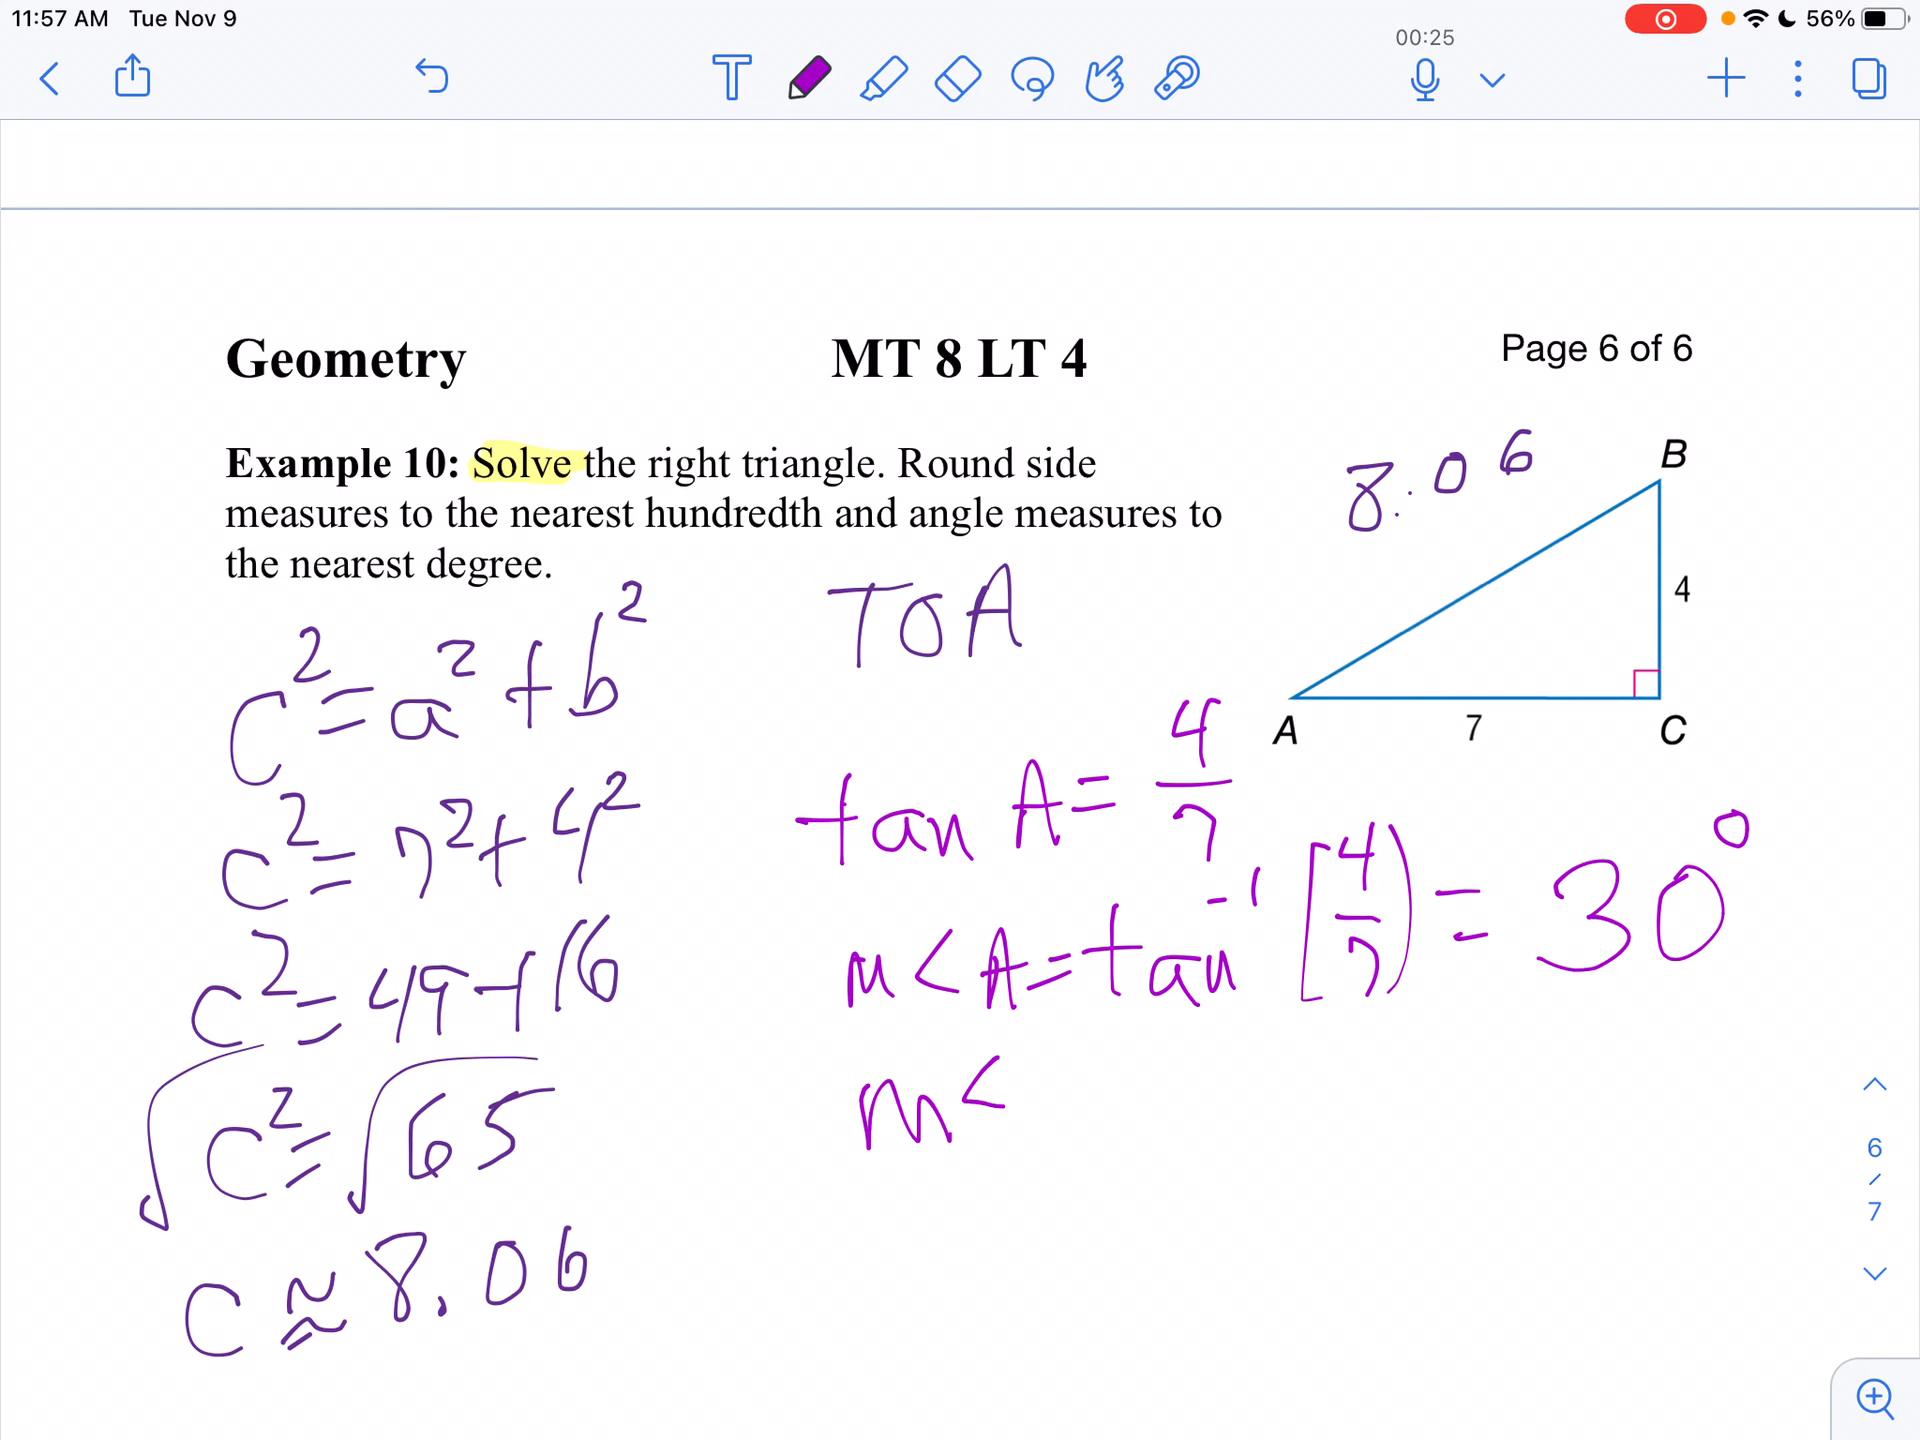 11:57 AM Tue Nov 9
56%
00:25
Geometry MT 8 LT 4 Page 6 of 6
Example 10: Solve the right triangle. Round side
measures to the nearest hundredth and angle measures to
the nearest degree.
8.06
B
4
A 7 C
c² = a² + b²
c² = 7² + 4²
c² = 49 + 16
√c² = √65
c ≈ 8.06
TOA
tan A = 4/7
m<A = tan⁻¹[4/7) = 30°
m<
6
/
7